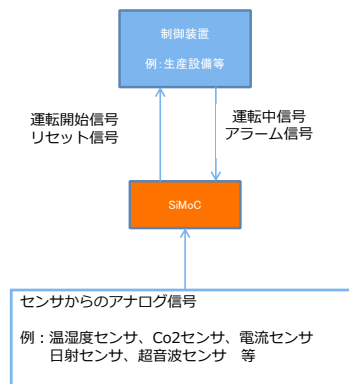 制御装置
例:生産設備等
運転開始信号
リセット信号
運転中信号
アラーム信号
SiMoC
センサからのアナログ信号
例：温湿度センサ、Co2センサ、電流センサ
日射センサ、超音波センサ　等